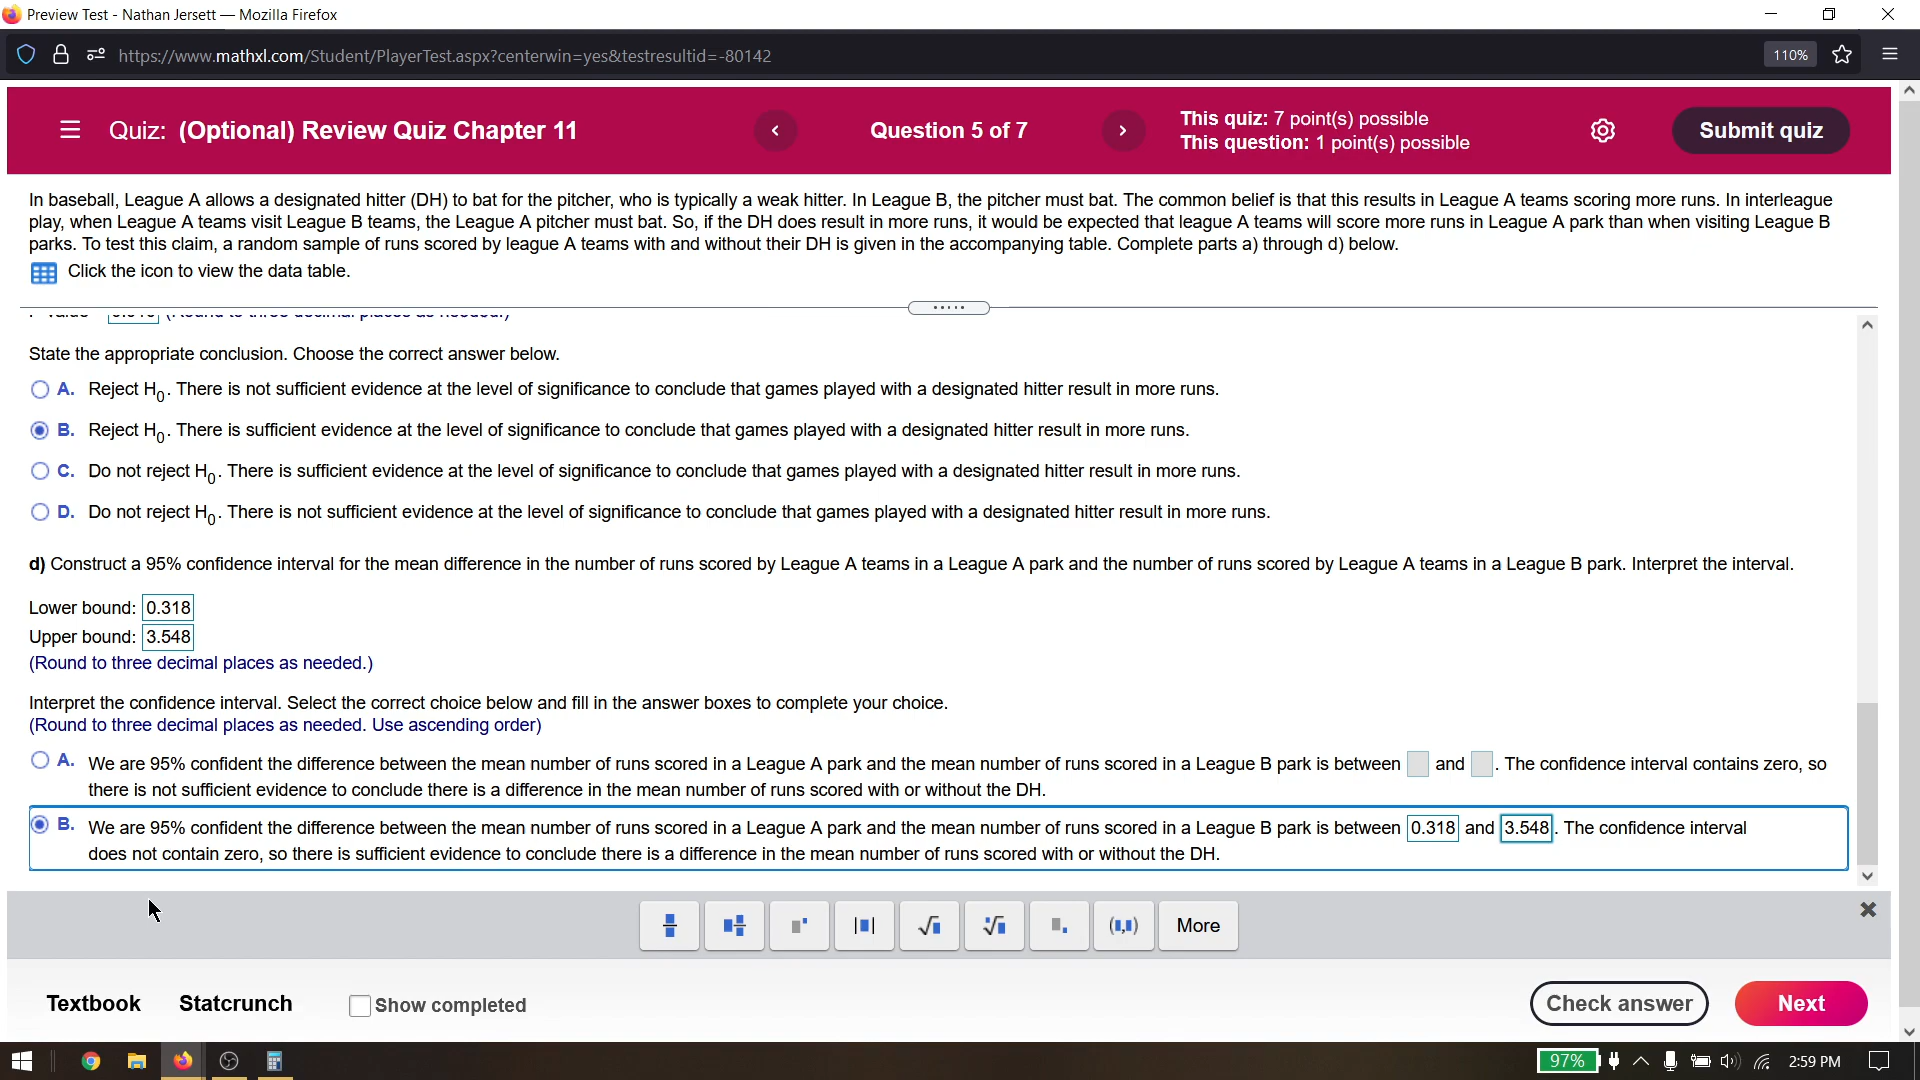 Preview Test - Nathan Jersett — Mozilla Firefox
https://www.mathxl.com/Student/PlayerTest.aspx?centerwin=yes&testresultid=-80142
110%
Quiz: (Optional) Review Quiz Chapter 11
Question 5 of 7
This quiz: 7 point(s) possible
This question: 1 point(s) possible
Submit quiz
In baseball, League A allows a designated hitter (DH) to bat for the pitcher, who is typically a weak hitter. In League B, the pitcher must bat. The common belief is that this results in League A teams scoring more runs. In interleague
play, when League A teams visit League B teams, the League A pitcher must bat. So, if the DH does result in more runs, it would be expected that league A teams will score more runs in League A park than when visiting League B
parks. To test this claim, a random sample of runs scored by league A teams with and without their DH is given in the accompanying table. Complete parts a) through d) below.
Click the icon to view the data table.
(Round to three decimal places as needed.)
State the appropriate conclusion. Choose the correct answer below.
A. Reject H0. There is not sufficient evidence at the level of significance to conclude that games played with a designated hitter result in more runs.
B. Reject H0. There is sufficient evidence at the level of significance to conclude that games played with a designated hitter result in more runs.
C. Do not reject H0. There is sufficient evidence at the level of significance to conclude that games played with a designated hitter result in more runs.
D. Do not reject H0. There is not sufficient evidence at the level of significance to conclude that games played with a designated hitter result in more runs.
d) Construct a 95% confidence interval for the mean difference in the number of runs scored by League A teams in a League A park and the number of runs scored by League A teams in a League B park. Interpret the interval.
Lower bound: 0.318
Upper bound: 3.548
(Round to three decimal places as needed.)
Interpret the confidence interval. Select the correct choice below and fill in the answer boxes to complete your choice.
(Round to three decimal places as needed. Use ascending order)
A. We are 95% confident the difference between the mean number of runs scored in a League A park and the mean number of runs scored in a League B park is between and . The confidence interval contains zero, so
there is not sufficient evidence to conclude there is a difference in the mean number of runs scored with or without the DH.
B. We are 95% confident the difference between the mean number of runs scored in a League A park and the mean number of runs scored in a League B park is between 0.318 and 3.548. The confidence interval
does not contain zero, so there is sufficient evidence to conclude there is a difference in the mean number of runs scored with or without the DH.
More
Textbook
Statcrunch
Show completed
Check answer
Next
97%
2:59 PM